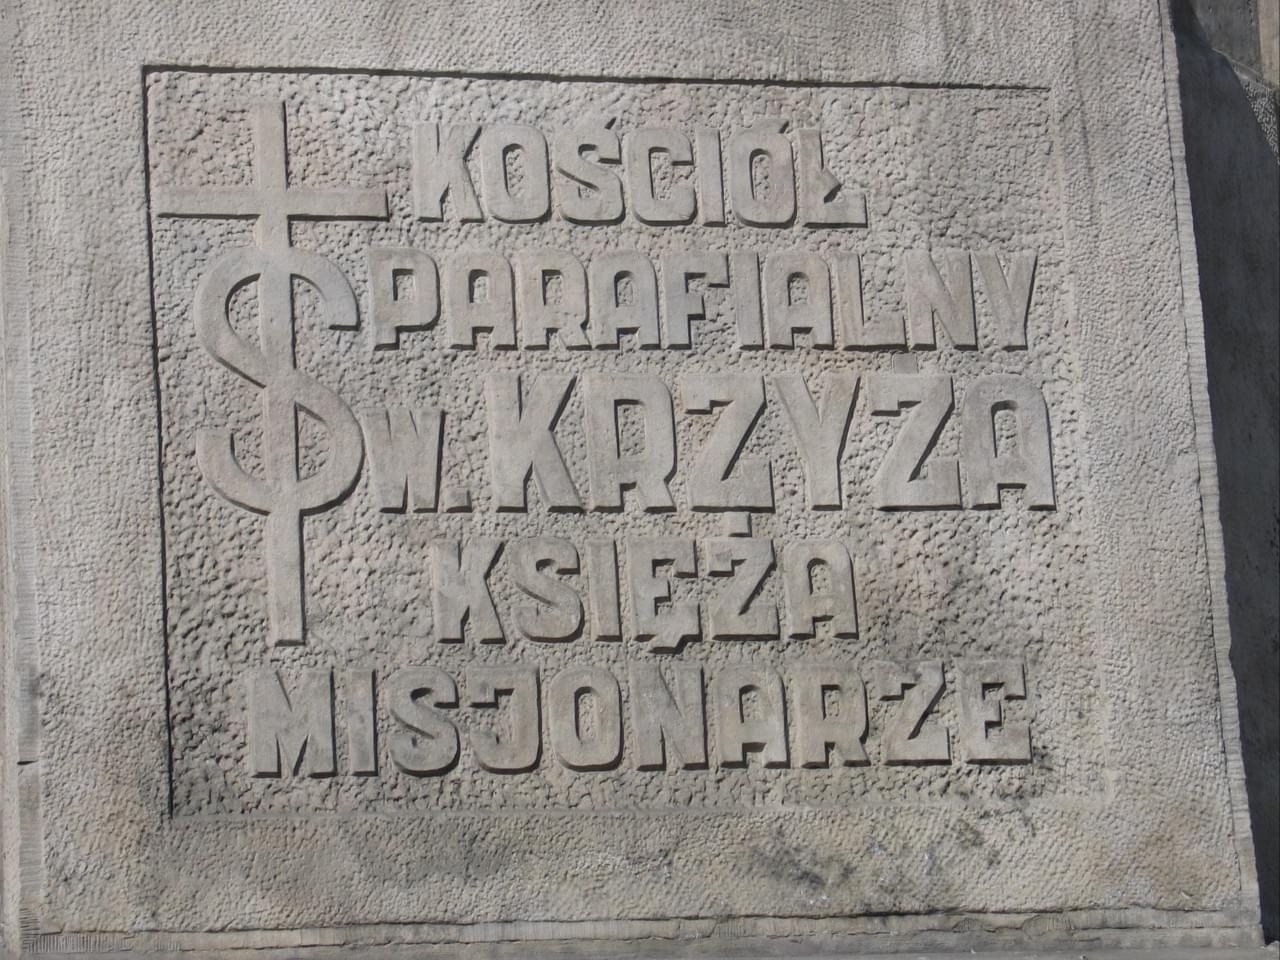 KOŚCIÓŁ
PARAFIALNY
ŚW. KRZYŻA
KSIĘŻA
MISJONARZE